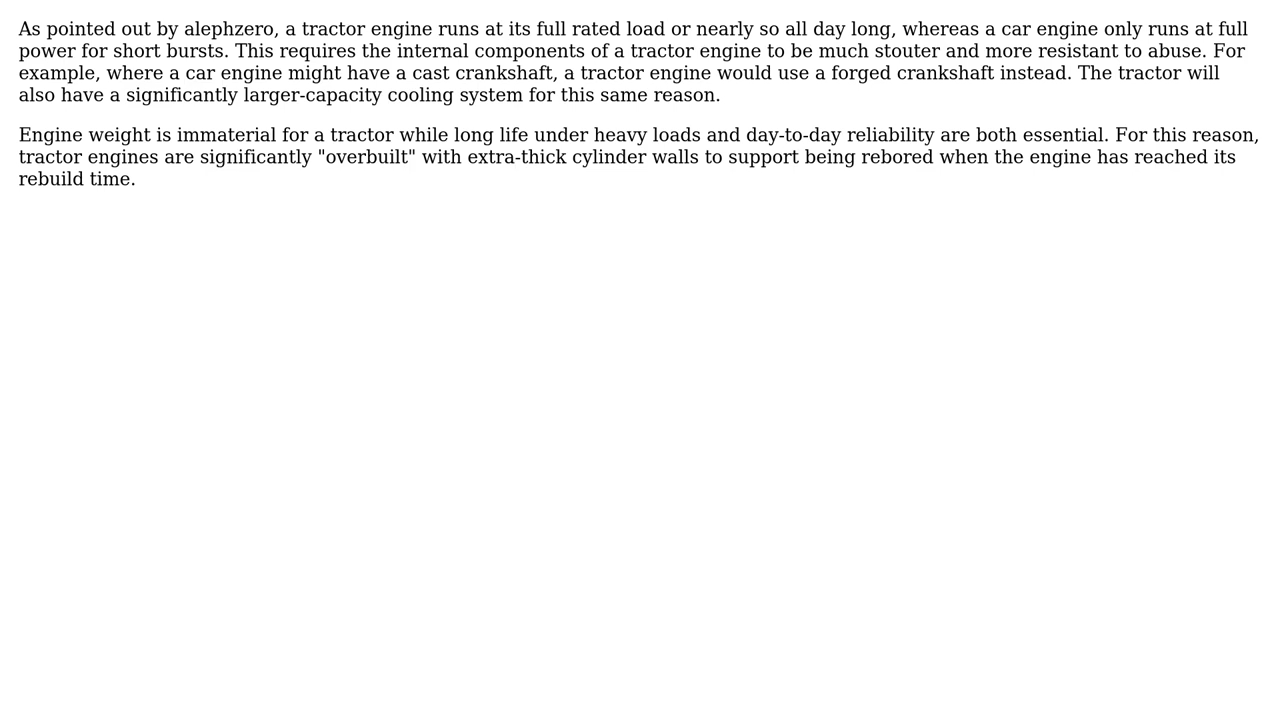 As pointed out by alephzero, a tractor engine runs at its full rated load or nearly so all day long, whereas a car engine only runs at full
power for short bursts. This requires the internal components of a tractor engine to be much stouter and more resistant to abuse. For
example, where a car engine might have a cast crankshaft, a tractor engine would use a forged crankshaft instead. The tractor will
also have a significantly larger-capacity cooling system for this same reason.
Engine weight is immaterial for a tractor while long life under heavy loads and day-to-day reliability are both essential. For this reason,
tractor engines are significantly "overbuilt" with extra-thick cylinder walls to support being rebored when the engine has reached its
rebuild time.